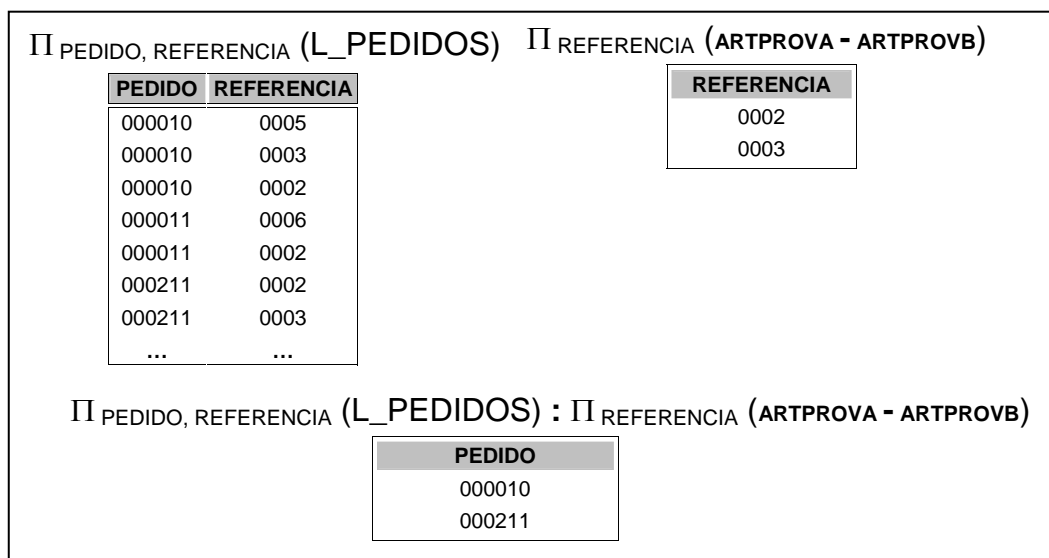 Π PEDIDO, REFERENCIA (L_PEDIDOS) Π REFERENCIA (ARTPROVA - ARTPROVB)
PEDIDO REFERENCIA
000010 0005
000010 0003
000010 0002
000011 0006
000011 0002
000211 0002
000211 0003
... ...
REFERENCIA
0002
0003
Π PEDIDO, REFERENCIA (L_PEDIDOS) : Π REFERENCIA (ARTPROVA - ARTPROVB)
PEDIDO
000010
000211